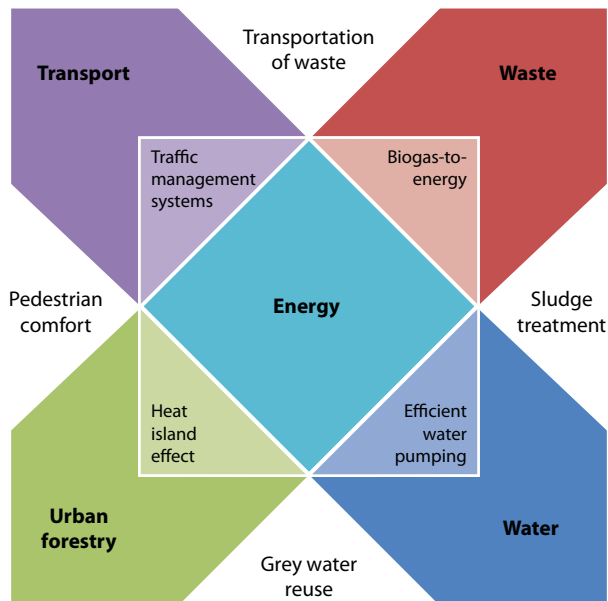 Transportation
of waste
Transport
Waste
Traffic
management
systems
Biogas-to-
energy
Pedestrian
comfort
Energy
Sludge
treatment
Heat
island
effect
Efficient
water
pumping
Urban
forestry
Water
Grey water
reuse